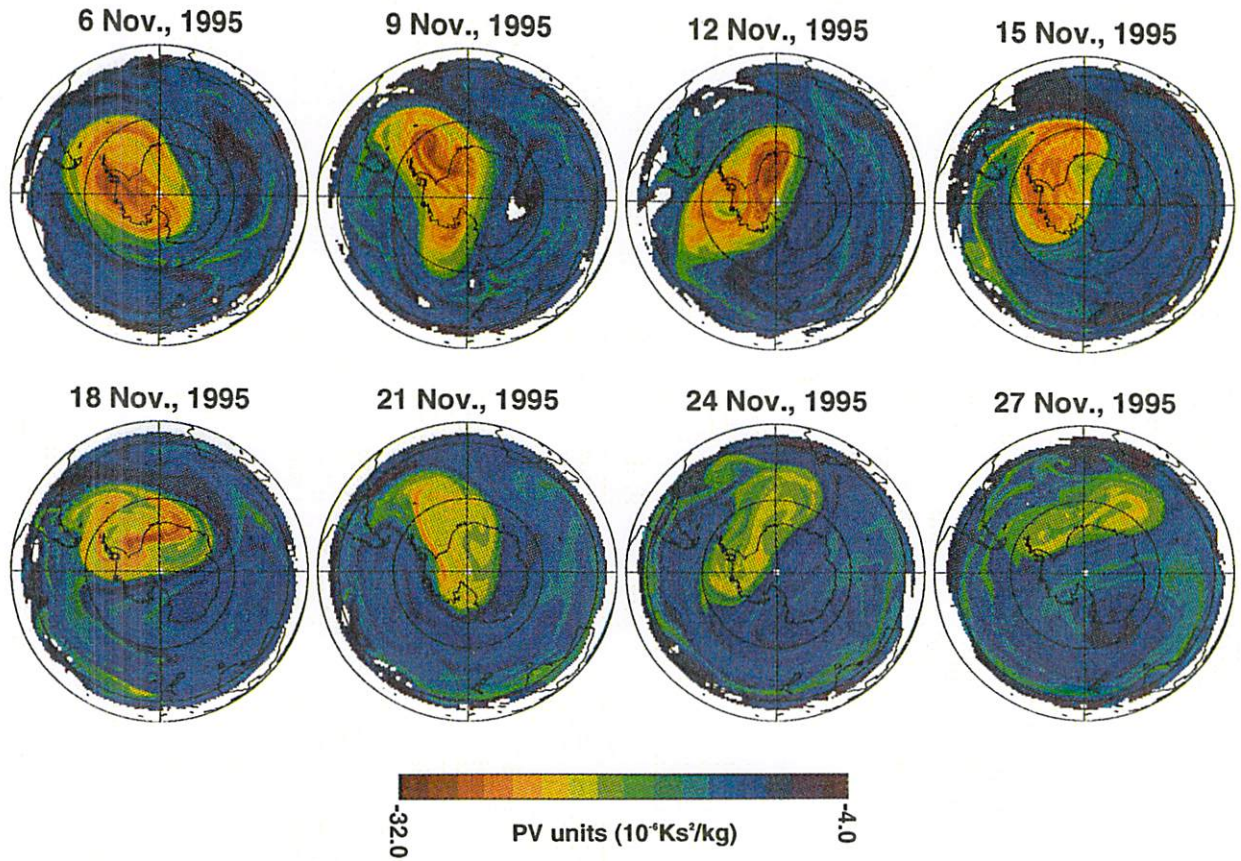 6 Nov., 1995
9 Nov., 1995
12 Nov., 1995
15 Nov., 1995
18 Nov., 1995
21 Nov., 1995
24 Nov., 1995
27 Nov., 1995
-32.0
-4.0
PV units (10⁻⁶Ks²/kg)